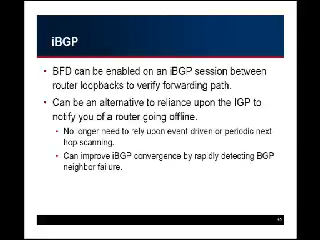 iBGP
• BFD can be enabled on an iBGP session between
router loopbacks to verify forwarding path.
• Can be an alternative to reliance upon the IGP to
notify you of a router going offline.
• No longer need to rely upon event driven or periodic next
hop scanning.
• Can improve iBGP convergence by rapidly detecting BGP
neighbor failure.